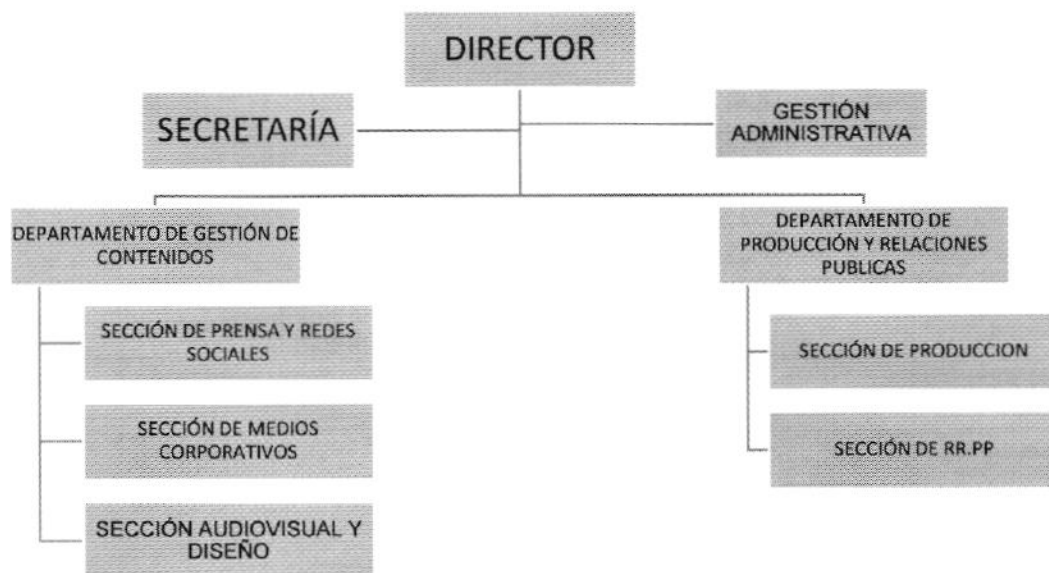 DIRECTOR
SECRETARÍA
GESTIÓN
ADMINISTRATIVA
DEPARTAMENTO DE GESTIÓN DE
CONTENIDOS
DEPARTAMENTO DE
PRODUCCIÓN Y RELACIONES
PUBLICAS
SECCIÓN DE PRENSA Y REDES
SOCIALES
SECCIÓN DE MEDIOS
CORPORATIVOS
SECCIÓN AUDIOVISUAL Y
DISEÑO
SECCIÓN DE PRODUCCION
SECCIÓN DE RR.PP